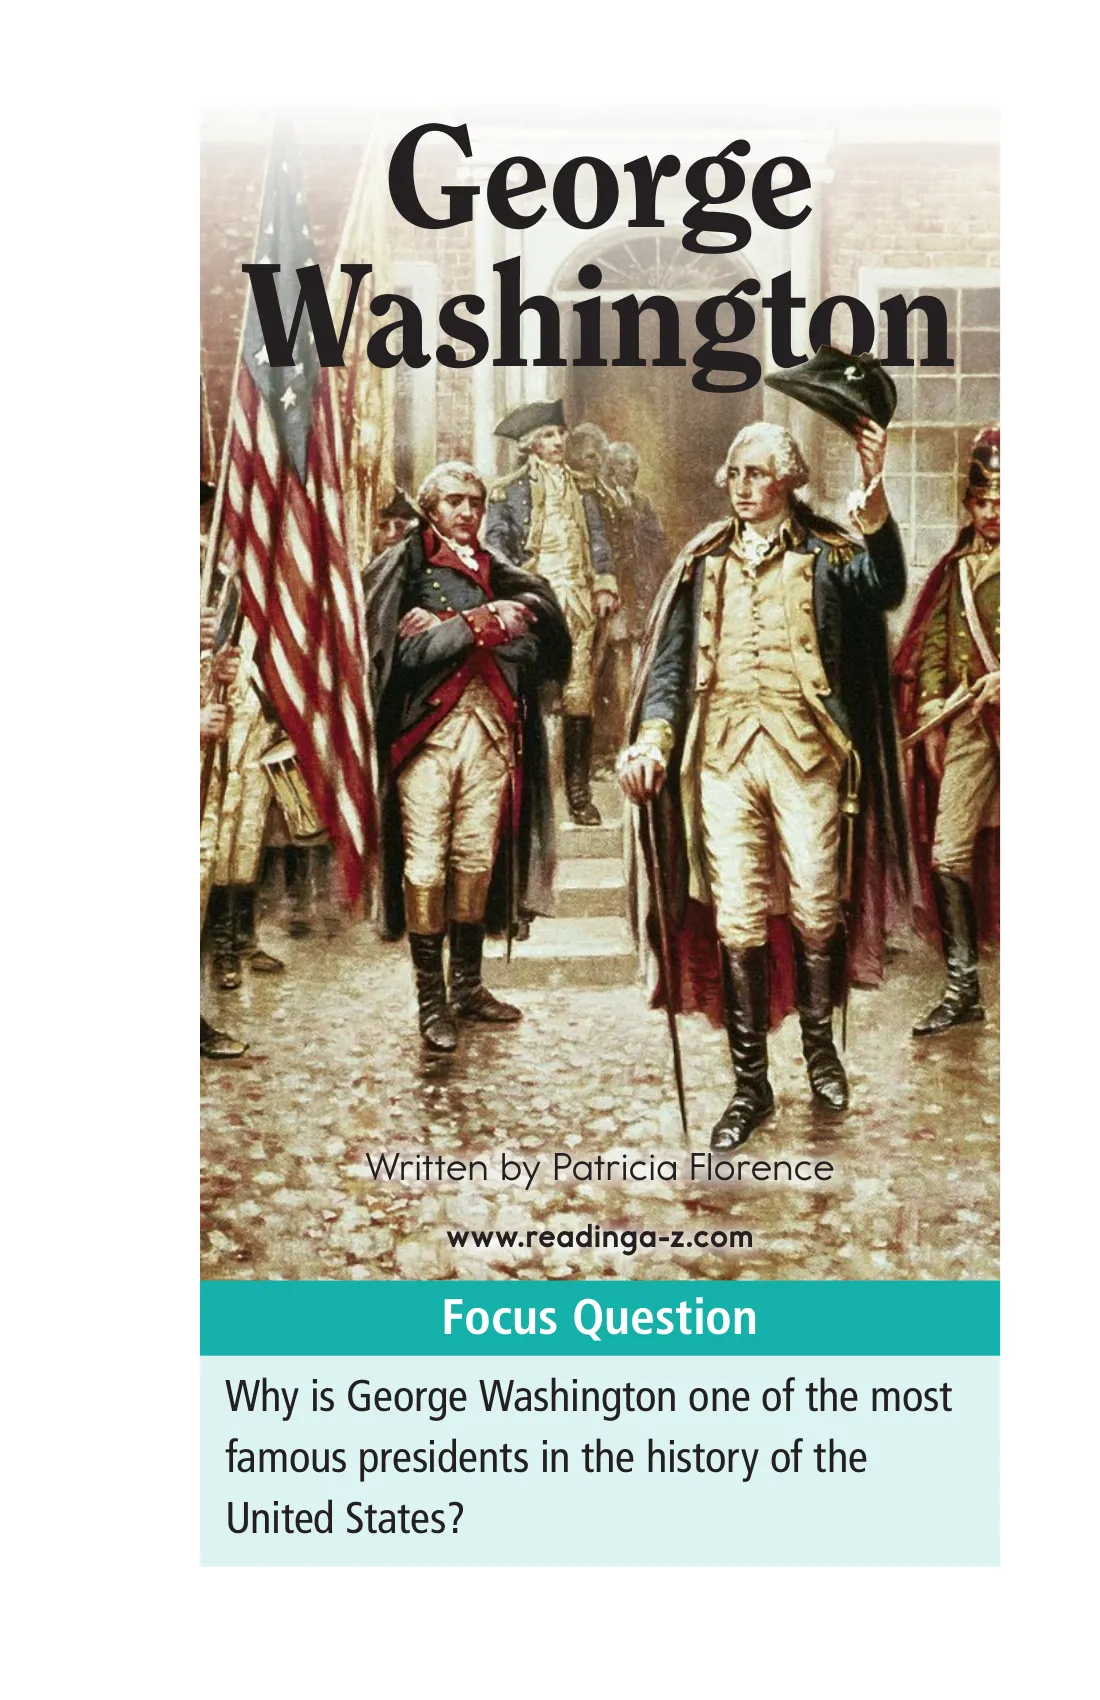 George
Washington
Written by Patricia Florence
www.readinga-z.com
Focus Question
Why is George Washington one of the most
famous presidents in the history of the
United States?